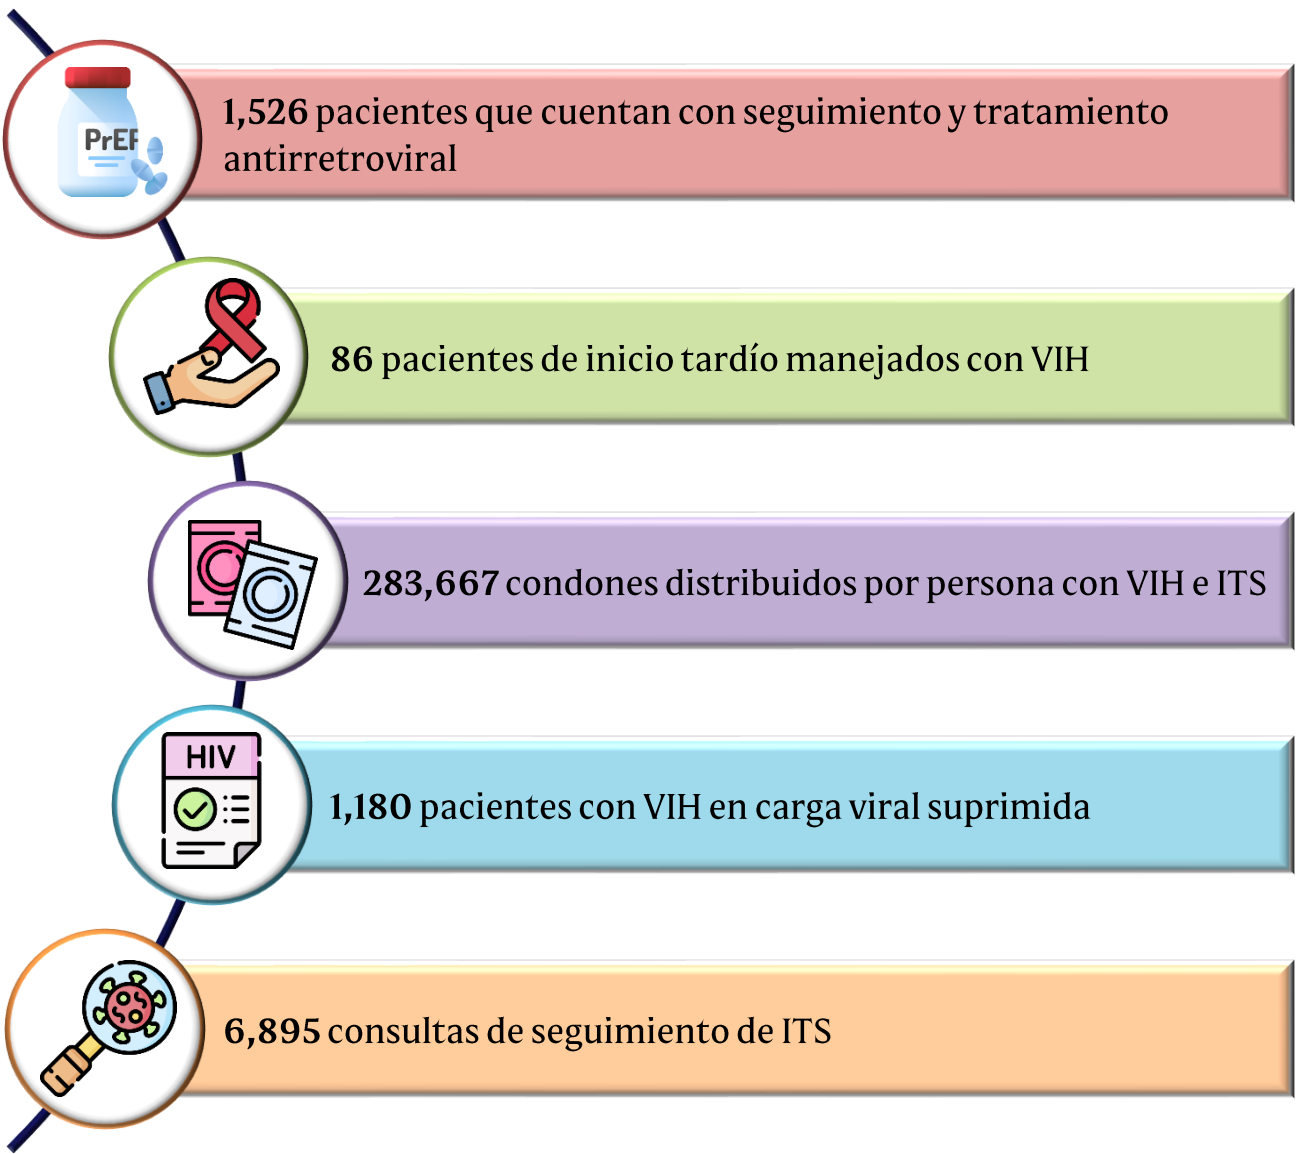 PrEP
1,526 pacientes que cuentan con seguimiento y tratamiento
antirretroviral
86 pacientes de inicio tardío manejados con VIH
283,667 condones distribuidos por persona con VIH e ITS
HIV
1,180 pacientes con VIH en carga viral suprimida
6,895 consultas de seguimiento de ITS